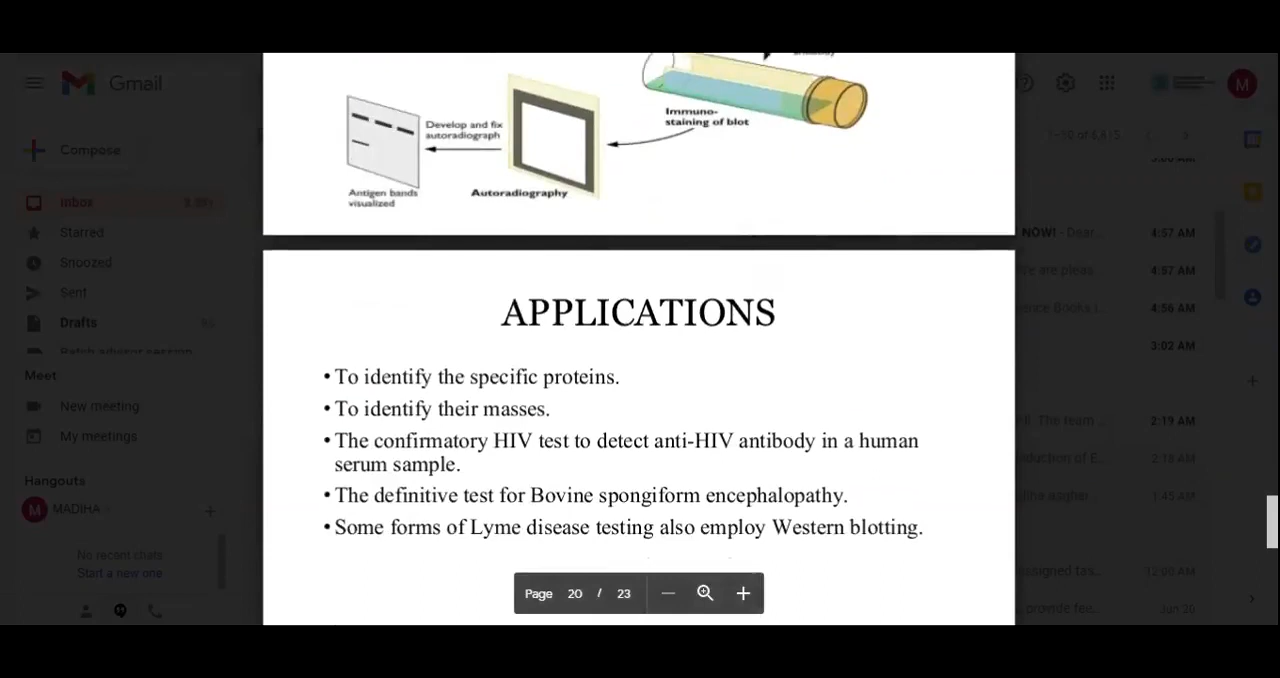 Gmail
Compose
Inbox
Starred
Snoozed
Sent
Drafts
Meet
New meeting
My meetings
Hangouts
MADIHA
No recent chats
Start a new one
Immuno-
staining of blot
Develop and fix
autoradiograph
Antigen bands
visualized
Autoradiography
APPLICATIONS
• To identify the specific proteins.
• To identify their masses.
• The confirmatory HIV test to detect anti-HIV antibody in a human
serum sample.
• The definitive test for Bovine spongiform encephalopathy.
• Some forms of Lyme disease testing also employ Western blotting.
Page 20 / 23
M
NOW! - Dear...
4:57 AM
4:57 AM
4:56 AM
3:02 AM
The team
2:19 AM
1:45 AM
12:00 AM
Jun 30